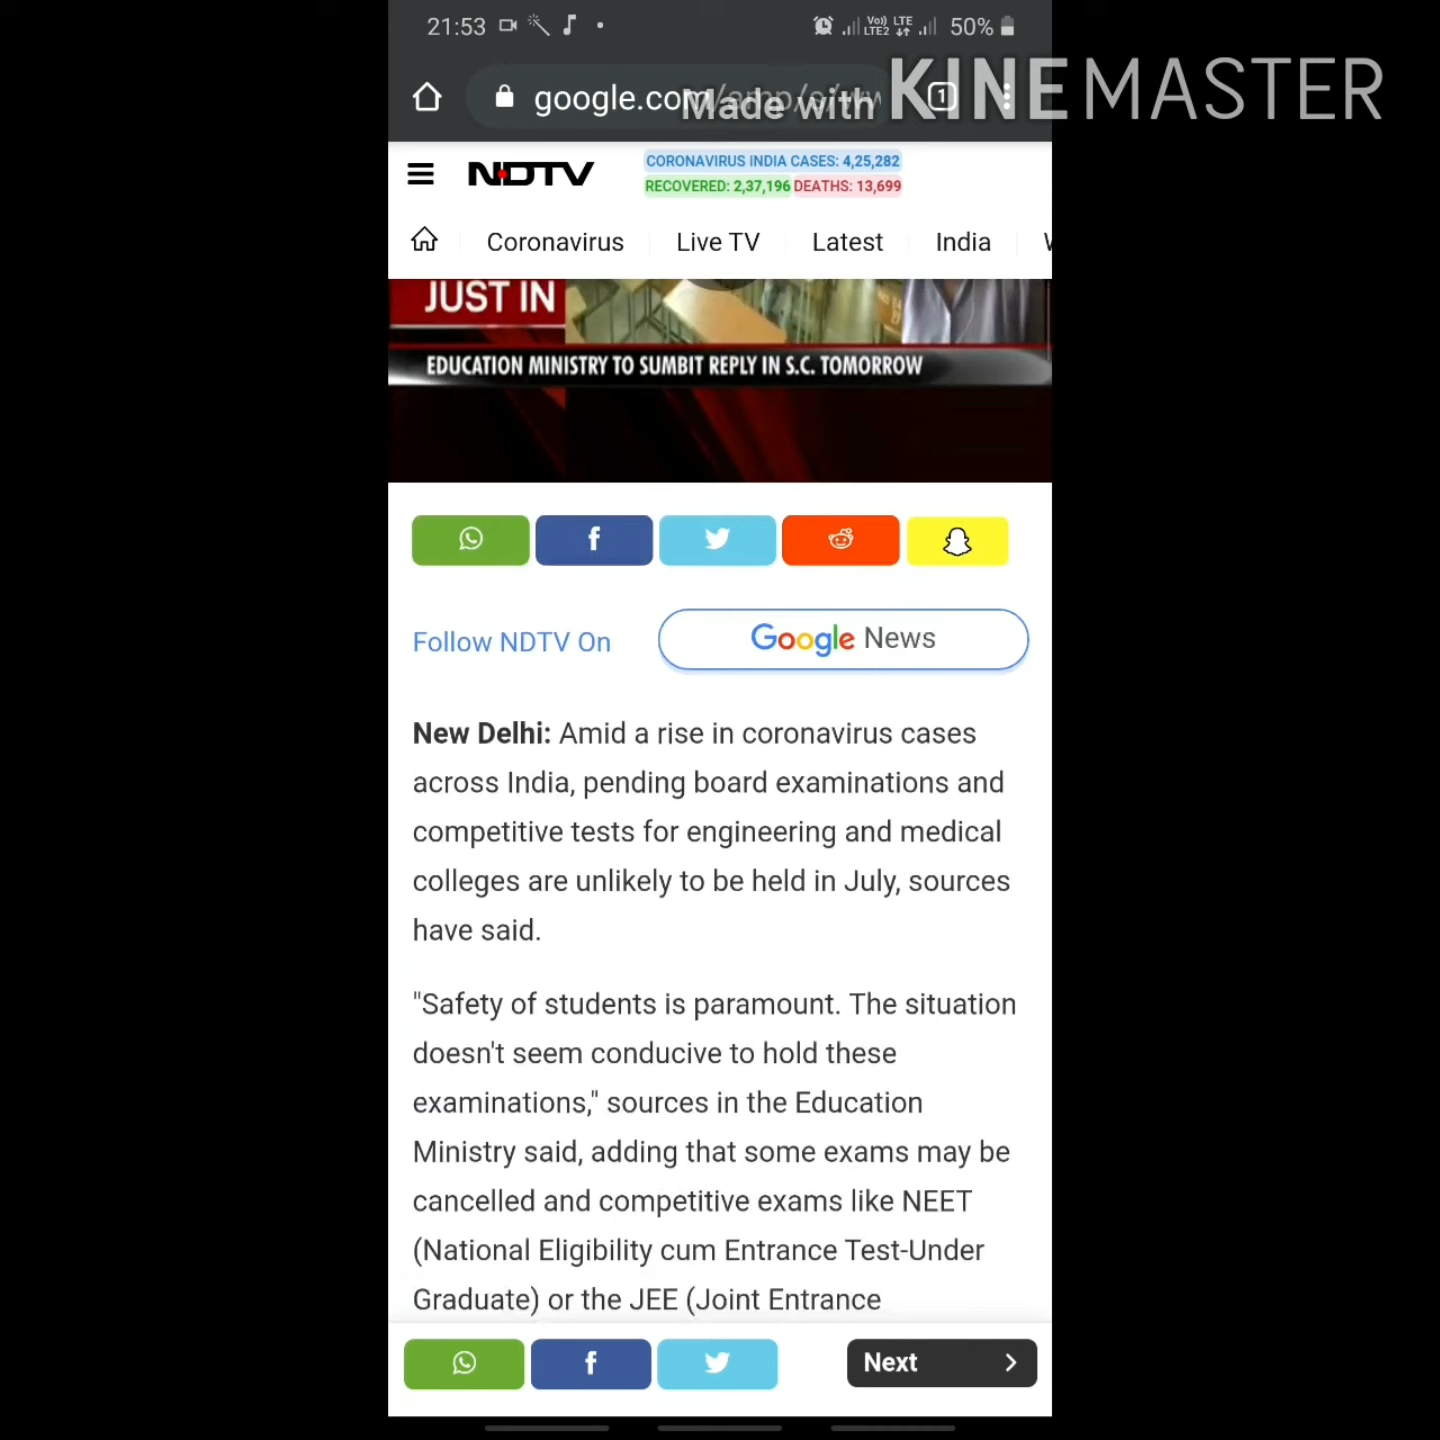 21:53
Vo)) LTE
LTE2
50%
google.com
1
Made with KINEMASTER
NDTV
CORONAVIRUS INDIA CASES: 4,25,282
RECOVERED: 2,37,196 DEATHS: 13,699
Coronavirus Live TV Latest India
JUST IN
EDUCATION MINISTRY TO SUMBIT REPLY IN S.C. TOMORROW
Follow NDTV On Google News
New Delhi: Amid a rise in coronavirus cases
across India, pending board examinations and
competitive tests for engineering and medical
colleges are unlikely to be held in July, sources
have said.
"Safety of students is paramount. The situation
doesn't seem conducive to hold these
examinations," sources in the Education
Ministry said, adding that some exams may be
cancelled and competitive exams like NEET
(National Eligibility cum Entrance Test-Under
Graduate) or the JEE (Joint Entrance
Next